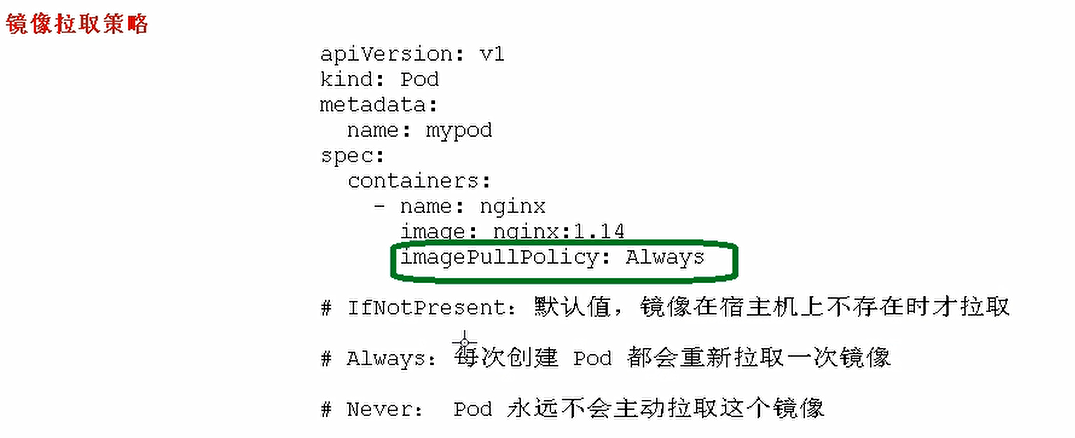 镜像拉取策略
apiVersion: v1
kind: Pod
metadata:
  name: mypod
spec:
  containers:
    - name: nginx
      image: nginx:1.14
      imagePullPolicy: Always
# IfNotPresent: 默认值，镜像在宿主机上不存在时才拉取
# Always: 每次创建 Pod 都会重新拉取一次镜像
# Never： Pod 永远不会主动拉取这个镜像